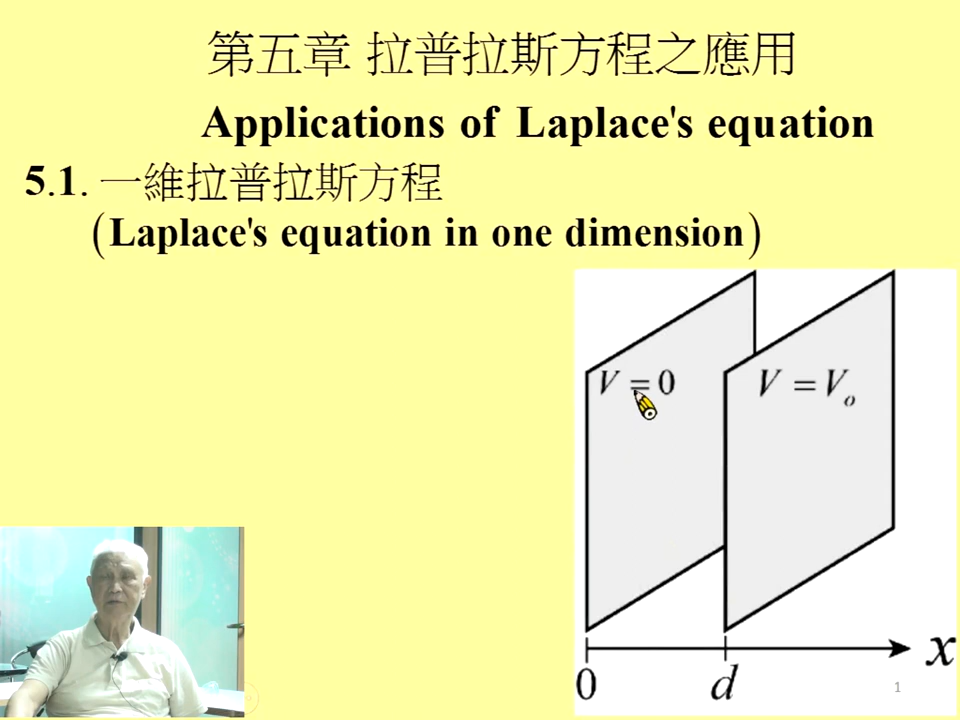 第五章 拉普拉斯方程之應用
Applications of Laplace's equation
5.1. 一維拉普拉斯方程
(Laplace's equation in one dimension)
V = 0
V = Vo
0
d
x
1